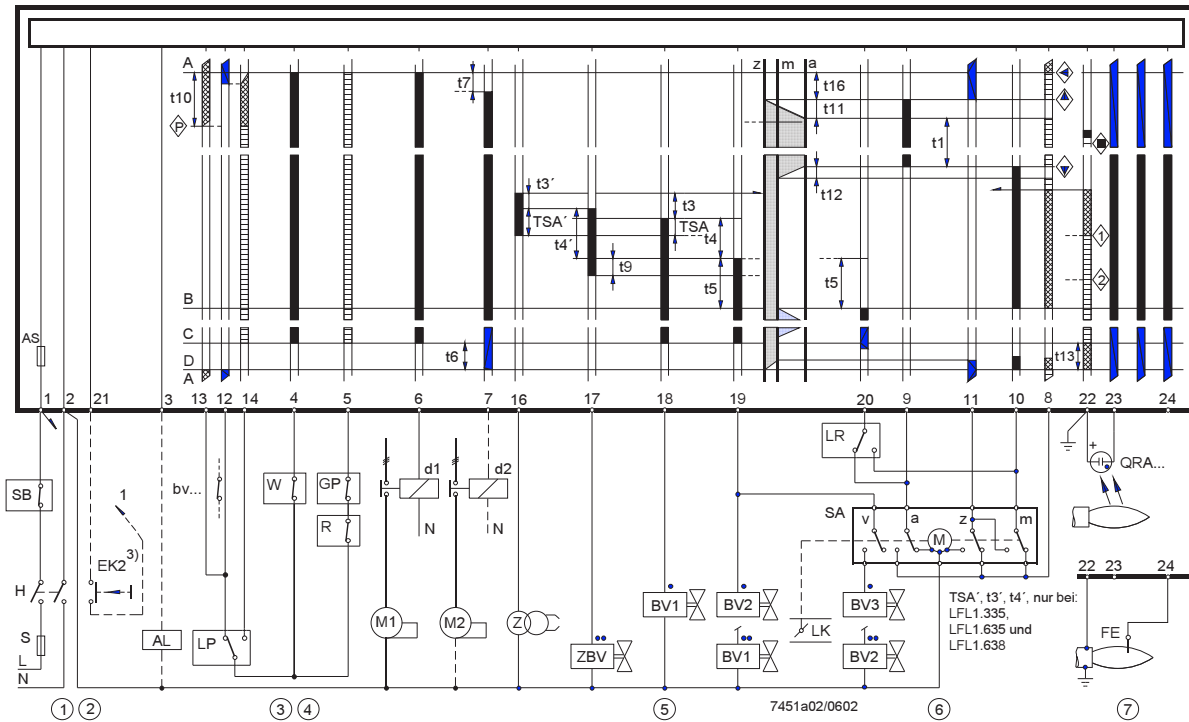 A
z m a
t7
t16
t10
t11
P
t1
t3´
t12
t3
TSA´
TSA
1
t4´
t4
t9
2
t5
t5
B
AS
C
t6
t13
D
A
1 2 21 3 13 12 14 4 5 6 7 16 17 18 19 20 9 11 10 8 22 23 24
LR
+
QRA...
d1 d2
SB
1
bv...
W
GP
R
N N
SA
v a z m
M
EK2 3)
22 23 24
H
BV1 BV2 BV3
TSA´, t3´, t4´, nur bei:
LFL1.335,
LFL1.635 und
LFL1.638
M1 M2 Z
LK
FE
S
AL
LP
ZBV
BV1 BV2
L
N
7451a02/0602
1 2 3 4 5 6 7